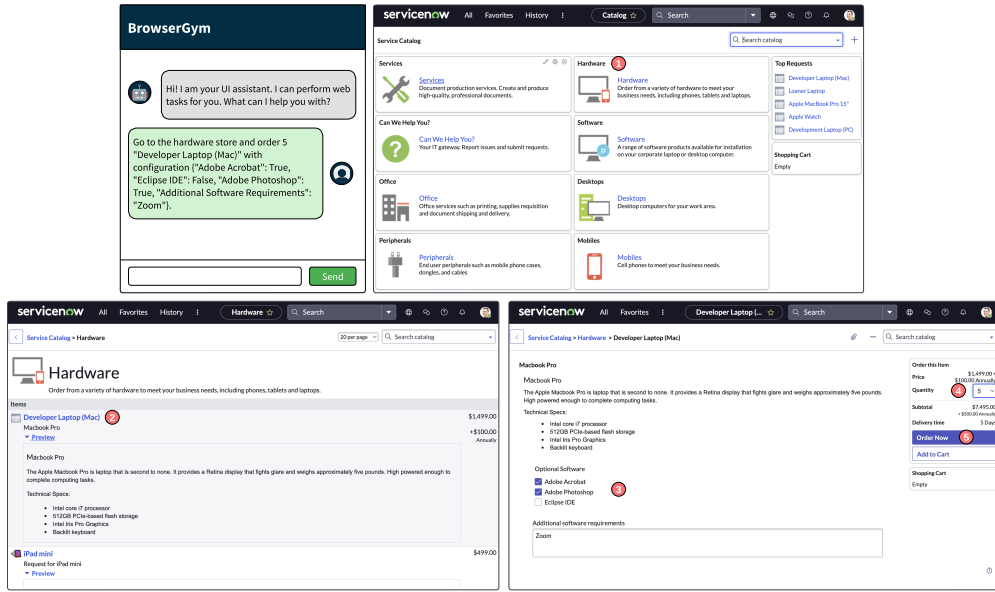 BrowserGym
Hi! I am your UI assistant. I can perform web
tasks for you. What can I help you with?
Go to the hardware store and order 5
"Developer Laptop (Mac)" with
configuration {"Adobe Acrobat": True,
"Eclipse IDE": False, "Adobe Photoshop":
True, "Additional Software Requirements":
"Zoom"}.
Send
servicenow All Favorites History Catalog Search
Service Catalog
Search catalog
Services
Services
Document production services. Create and produce
high-quality, professional documents.
Hardware 1
Hardware
Order from a variety of hardware to meet your
business needs, including phones, tablets and laptops.
Can We Help You?
Can We Help You?
Your IT gateway. Report issues and submit requests.
Software
Software
A range of software products available for installation
on your corporate laptop or desktop computer.
Office
Office
Office services such as printing, supplies requisition
and document shipping and delivery.
Desktops
Desktops
Desktop computers for your work area.
Peripherals
Peripherals
End user peripherals such as mobile phone cases,
dongles, and cables
Mobiles
Mobiles
Cell phones to meet your business needs.
Top Requests
Developer Laptop (Mac)
Loaner Laptop
Apple MacBook Pro 15"
Apple Watch
Development Laptop (PC)
Shopping Cart
Empty
servicenow All Favorites History Hardware Search
Service Catalog > Hardware
20 per page
Search catalog
Hardware
Order from a variety of hardware to meet your business needs, including phones, tablets and laptops.
Items
Developer Laptop (Mac) 2
$1,499.00
Macbook Pro
+$100.00
Annually
Preview
Macbook Pro
The Apple Macbook Pro is laptop that is second to none. It provides a Retina display that fights glare and weighs approximately five pounds. High powered enough to
complete computing tasks.
Technical Specs:
Intel core i7 processor
512GB PCIe-based flash storage
Intel Iris Pro Graphics
Backlit keyboard
iPad mini
$499.00
Request for iPad mini
Preview
servicenow All Favorites Developer Laptop (... Search
Service Catalog > Hardware > Developer Laptop (Mac)
Search catalog
Macbook Pro
Macbook Pro
The Apple Macbook Pro is laptop that is second to none. It provides a Retina display that fights glare and weighs approximately five pounds.
High powered enough to complete computing tasks.
Technical Specs:
Intel core i7 processor
512GB PCIe-based flash storage
Intel Iris Pro Graphics
Backlit keyboard
Optional Software
Adobe Acrobat
Adobe Photoshop 3
Eclipse IDE
Additional software requirements
Zoom
Order this Item
Price $1,499.00 +
$100.00 Annually
Quantity 4 5
Subtotal $7,495.00
+ $500.00 Annually
Delivery time 5 Days
Order Now 5
Add to Cart
Shopping Cart
Empty